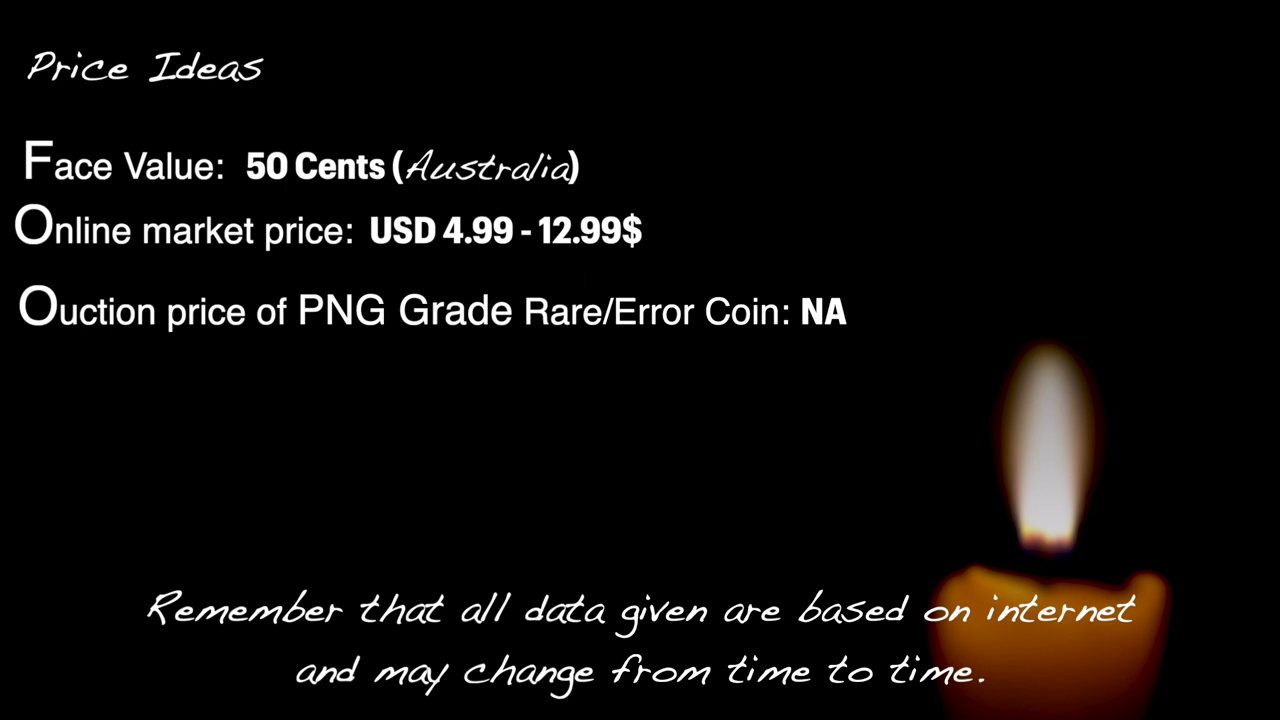 Price Ideas
Face Value: 50 Cents (Australia)
Online market price: USD 4.99 - 12.99$
Ouction price of PNG Grade Rare/Error Coin: NA
Remember that all data given are based on internet
and may change from time to time.